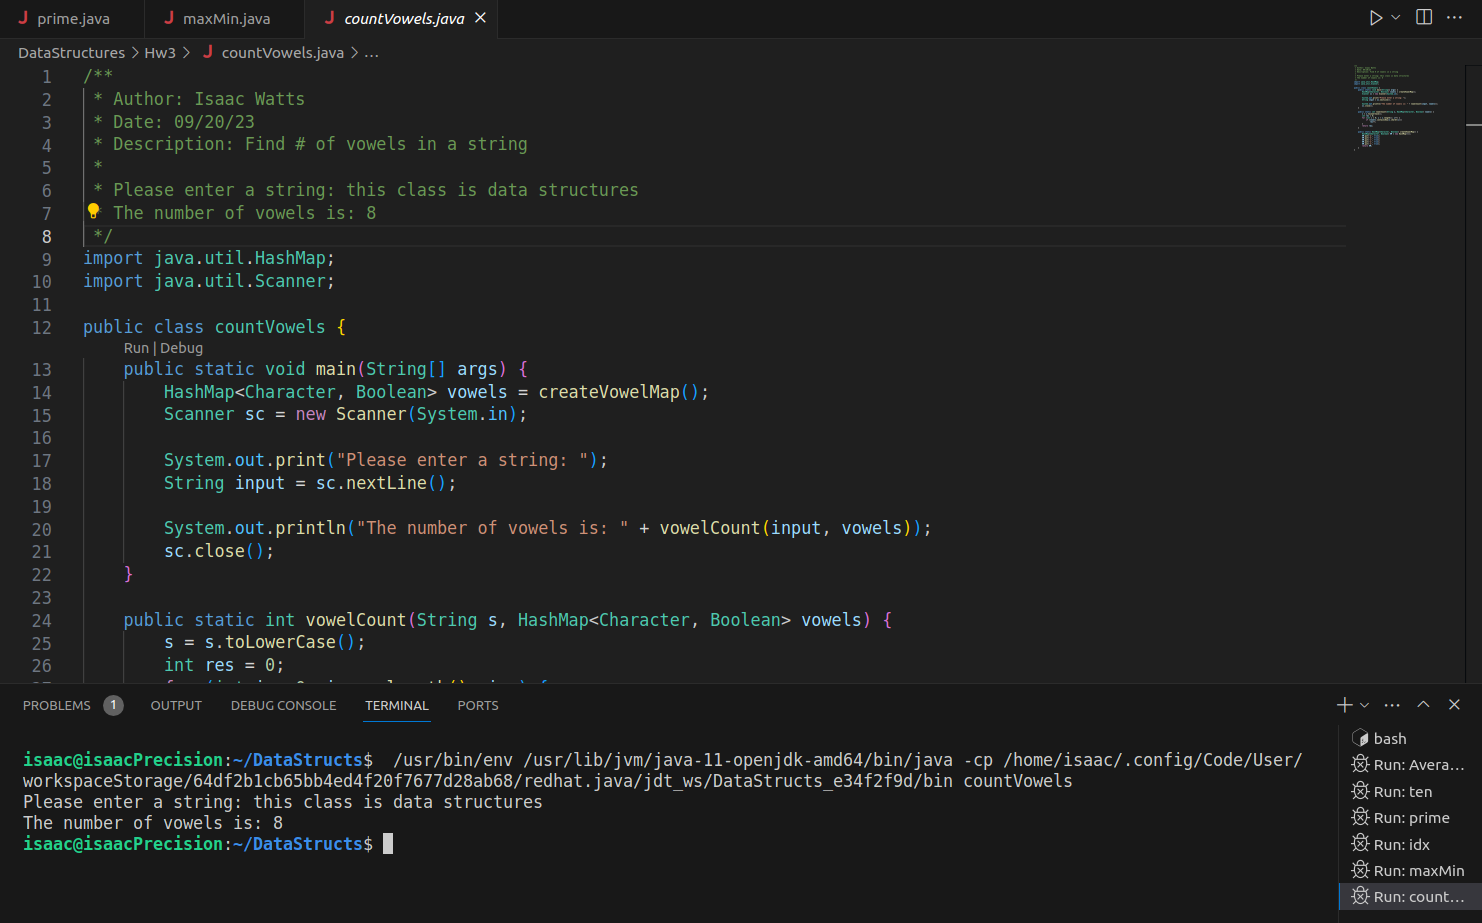 prime.java
maxMin.java
countVowels.java
DataStructures > Hw3 > countVowels.java > ...
1 /**
2 * Author: Isaac Watts
3 * Date: 09/20/23
4 * Description: Find # of vowels in a string
5 *
6 * Please enter a string: this class is data structures
7 The number of vowels is: 8
8 */
9 import java.util.HashMap;
10 import java.util.Scanner;
11
12 public class countVowels {
Run | Debug
13 public static void main(String[] args) {
14 HashMap<Character, Boolean> vowels = createVowelMap();
15 Scanner sc = new Scanner(System.in);
16
17 System.out.print("Please enter a string: ");
18 String input = sc.nextLine();
19
20 System.out.println("The number of vowels is: " + vowelCount(input, vowels));
21 sc.close();
22 }
23
24 public static int vowelCount(String s, HashMap<Character, Boolean> vowels) {
25 s = s.toLowerCase();
26 int res = 0;
PROBLEMS 1 OUTPUT DEBUG CONSOLE TERMINAL PORTS
isaac@isaacPrecision:~/DataStructs$ /usr/bin/env /usr/lib/jvm/java-11-openjdk-amd64/bin/java -cp /home/isaac/.config/Code/User/
workspaceStorage/64df2b1cb65bb4ed4f20f7677d28ab68/redhat.java/jdt_ws/DataStructs_e34f2f9d/bin countVowels
Please enter a string: this class is data structures
The number of vowels is: 8
isaac@isaacPrecision:~/DataStructs$
bash
Run: Avera...
Run: ten
Run: prime
Run: idx
Run: maxMin
Run: count...